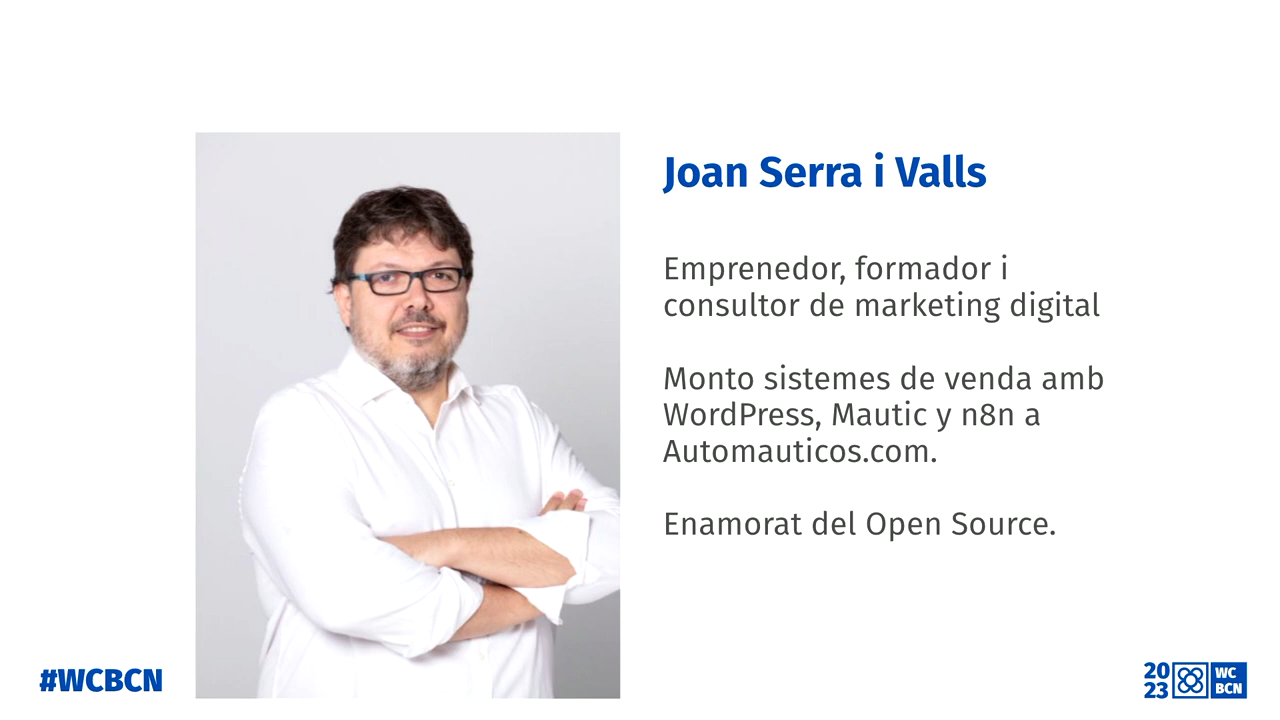 Joan Serra i Valls
Emprenedor, formador i
consultor de marketing digital
Monto sistemes de venda amb
WordPress, Mautic y n8n a
Automauticos.com.
Enamorat del Open Source.
#WCBCN
20
23
WC
BCN